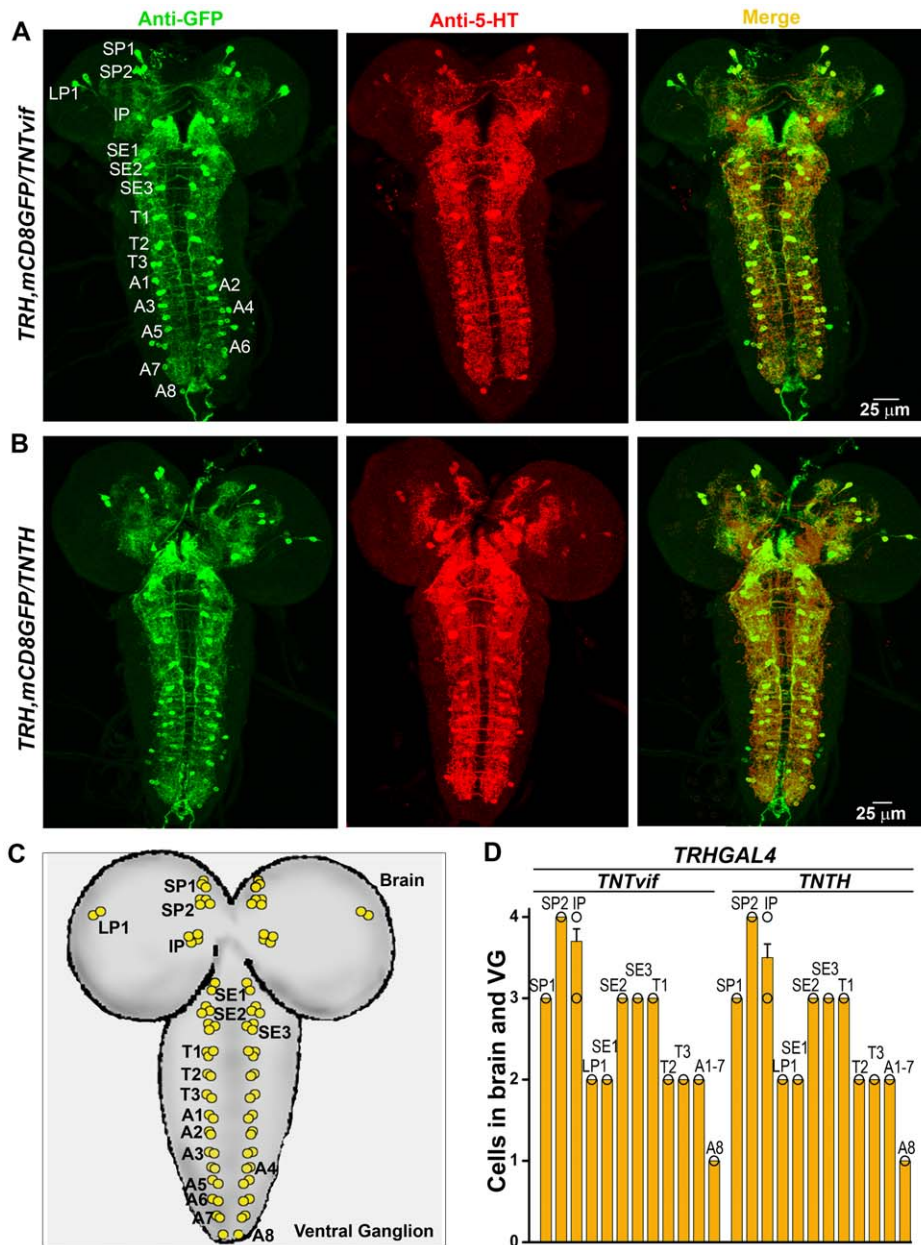 Anti-GFP Anti-5-HT Merge
A
TRH,mCD8GFP/TNTvif
SP1
SP2
LP1
IP
SE1
SE2
SE3
T1
T2
T3
A1 A2
A3 A4
A5
A6
A7
A8
25 μm
B
TRH,mCD8GFP/TNTH
25 μm
C
SP1 Brain
SP2
LP1
IP
SE1
SE2
SE3
T1
T2
T3
A1
A2
A3
A4
A5
A6
A7
A8
Ventral Ganglion
D
TRHGAL4
TNTvif TNTH
Cells in brain and VG
4
3
2
1
0
SP2 IP SP2 IP
SE3 SE3
SP1 SE2 T1 SP1 SE2 T1
SE1 T3 SE1 T3
LP1 T2 A1-7 LP1 T2 A1-7
A8 A8